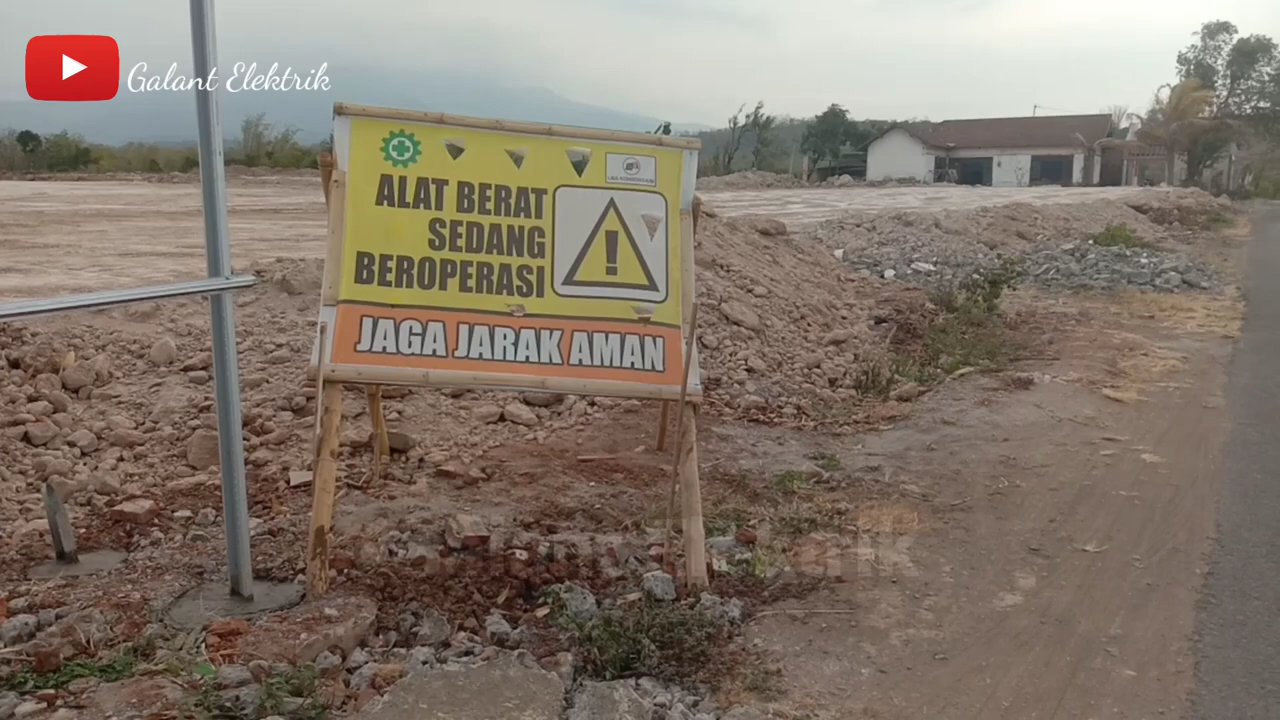 Galant Elektrik
ALAT BERAT
SEDANG
BEROPERASI
!
JAGA JARAK AMAN